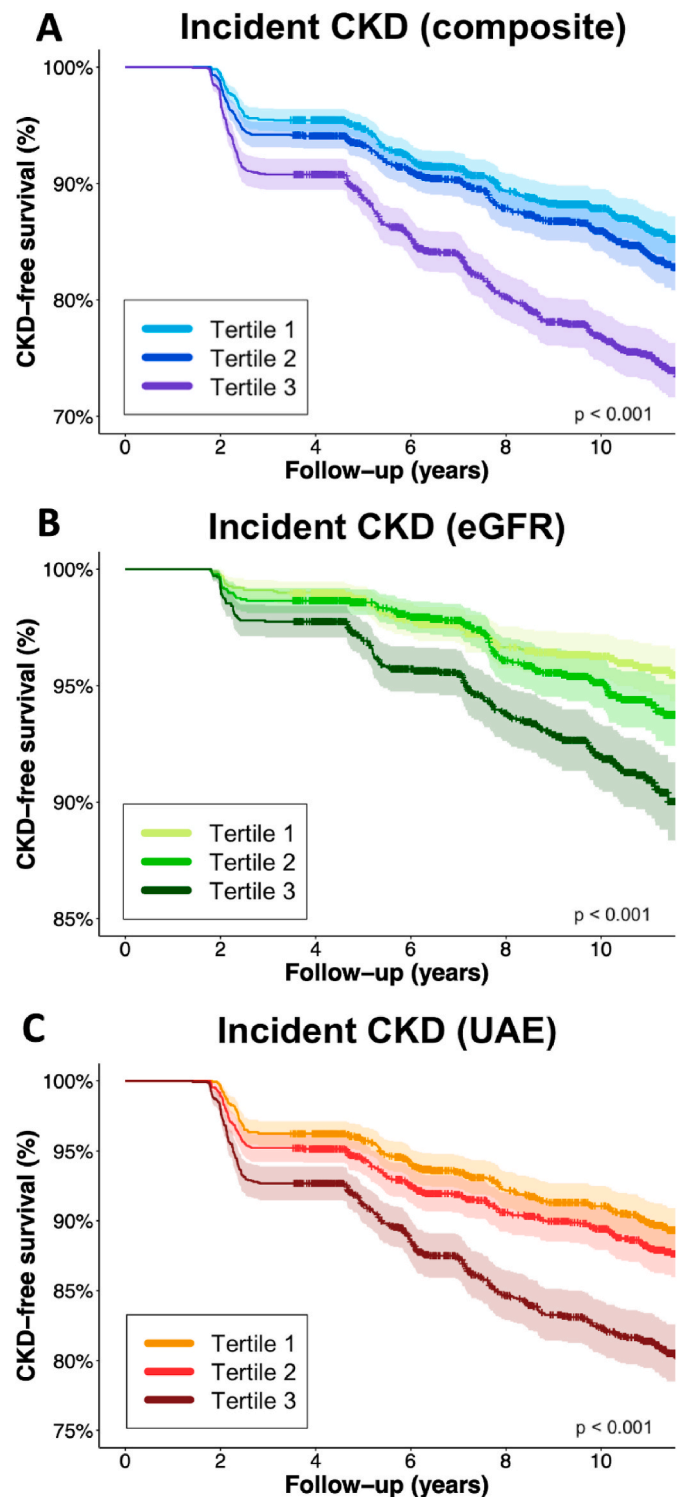 A
Incident CKD (composite)
CKD–free survival (%)
100%
90%
80%
70%
Tertile 1
Tertile 2
Tertile 3
p < 0.001
0 2 4 6 8 10
Follow–up (years)
B
Incident CKD (eGFR)
CKD–free survival (%)
100%
95%
90%
85%
Tertile 1
Tertile 2
Tertile 3
p < 0.001
0 2 4 6 8 10
Follow–up (years)
C
Incident CKD (UAE)
CKD–free survival (%)
100%
95%
90%
85%
80%
75%
Tertile 1
Tertile 2
Tertile 3
p < 0.001
0 2 4 6 8 10
Follow–up (years)